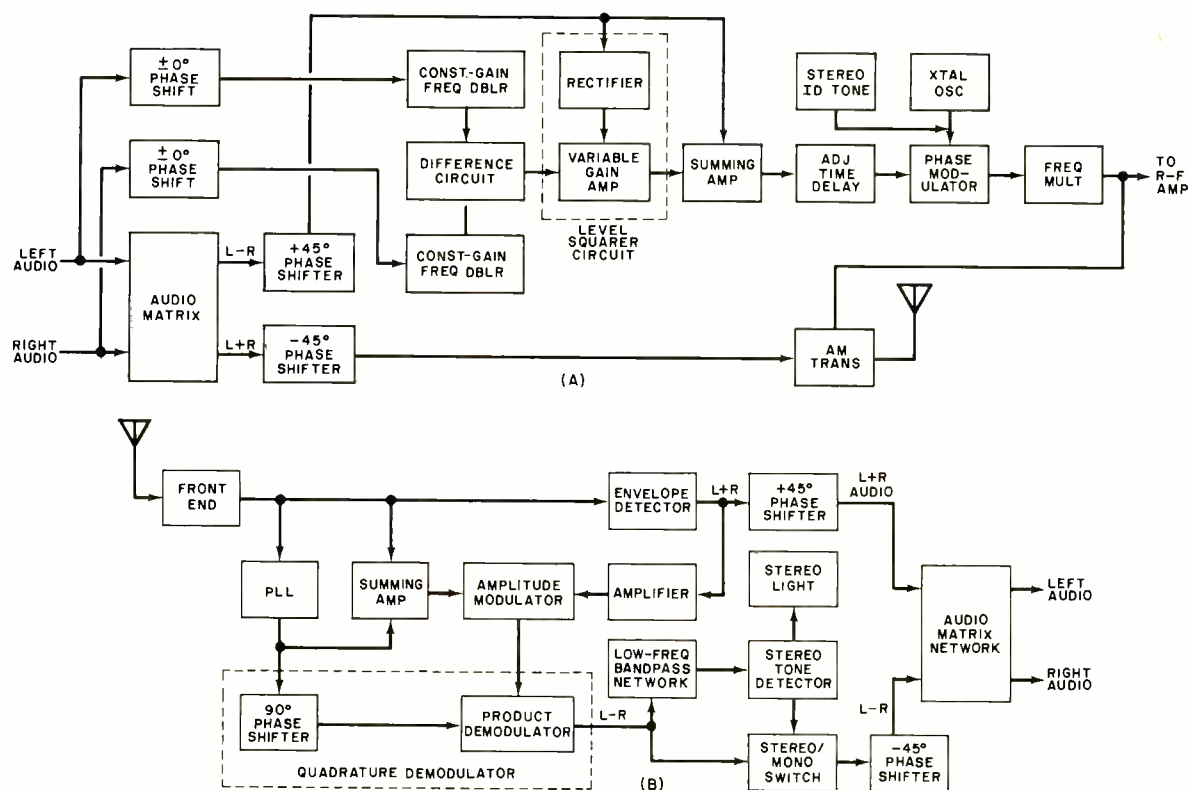 ± 0°
PHASE
SHIFT
CONST.-GAIN
FREQ DBLR
RECTIFIER
STEREO
ID TONE
XTAL
OSC
± 0°
PHASE
SHIFT
DIFFERENCE
CIRCUIT
VARIABLE
GAIN
AMP
SUMMING
AMP
ADJ
TIME
DELAY
PHASE
MOD-
ULATOR
FREQ
MULT
TO
R-F
AMP
LEVEL
SQUARER
CIRCUIT
LEFT
AUDIO
L-R
+45°
PHASE
SHIFTER
CONST-GAIN
FREQ DBLR
AUDIO
MATRIX
RIGHT
AUDIO
L+R
-45°
PHASE
SHIFTER
AM
TRANS
(A)
FRONT
END
ENVELOPE
DETECTOR
L+R
+45°
PHASE
SHIFTER
L+R
AUDIO
PLL
SUMMING
AMP
AMPLITUDE
MODULATOR
AMPLIFIER
STEREO
LIGHT
AUDIO
MATRIX
NETWORK
LEFT
AUDIO
RIGHT
AUDIO
LOW-FREQ
BANDPASS
NETWORK
STEREO
TONE
DETECTOR
90°
PHASE
SHIFTER
PRODUCT
DEMODULATOR
L-R
L-R
STEREO/
MONO
SWITCH
-45°
PHASE
SHIFTER
QUADRATURE DEMODULATOR
(B)